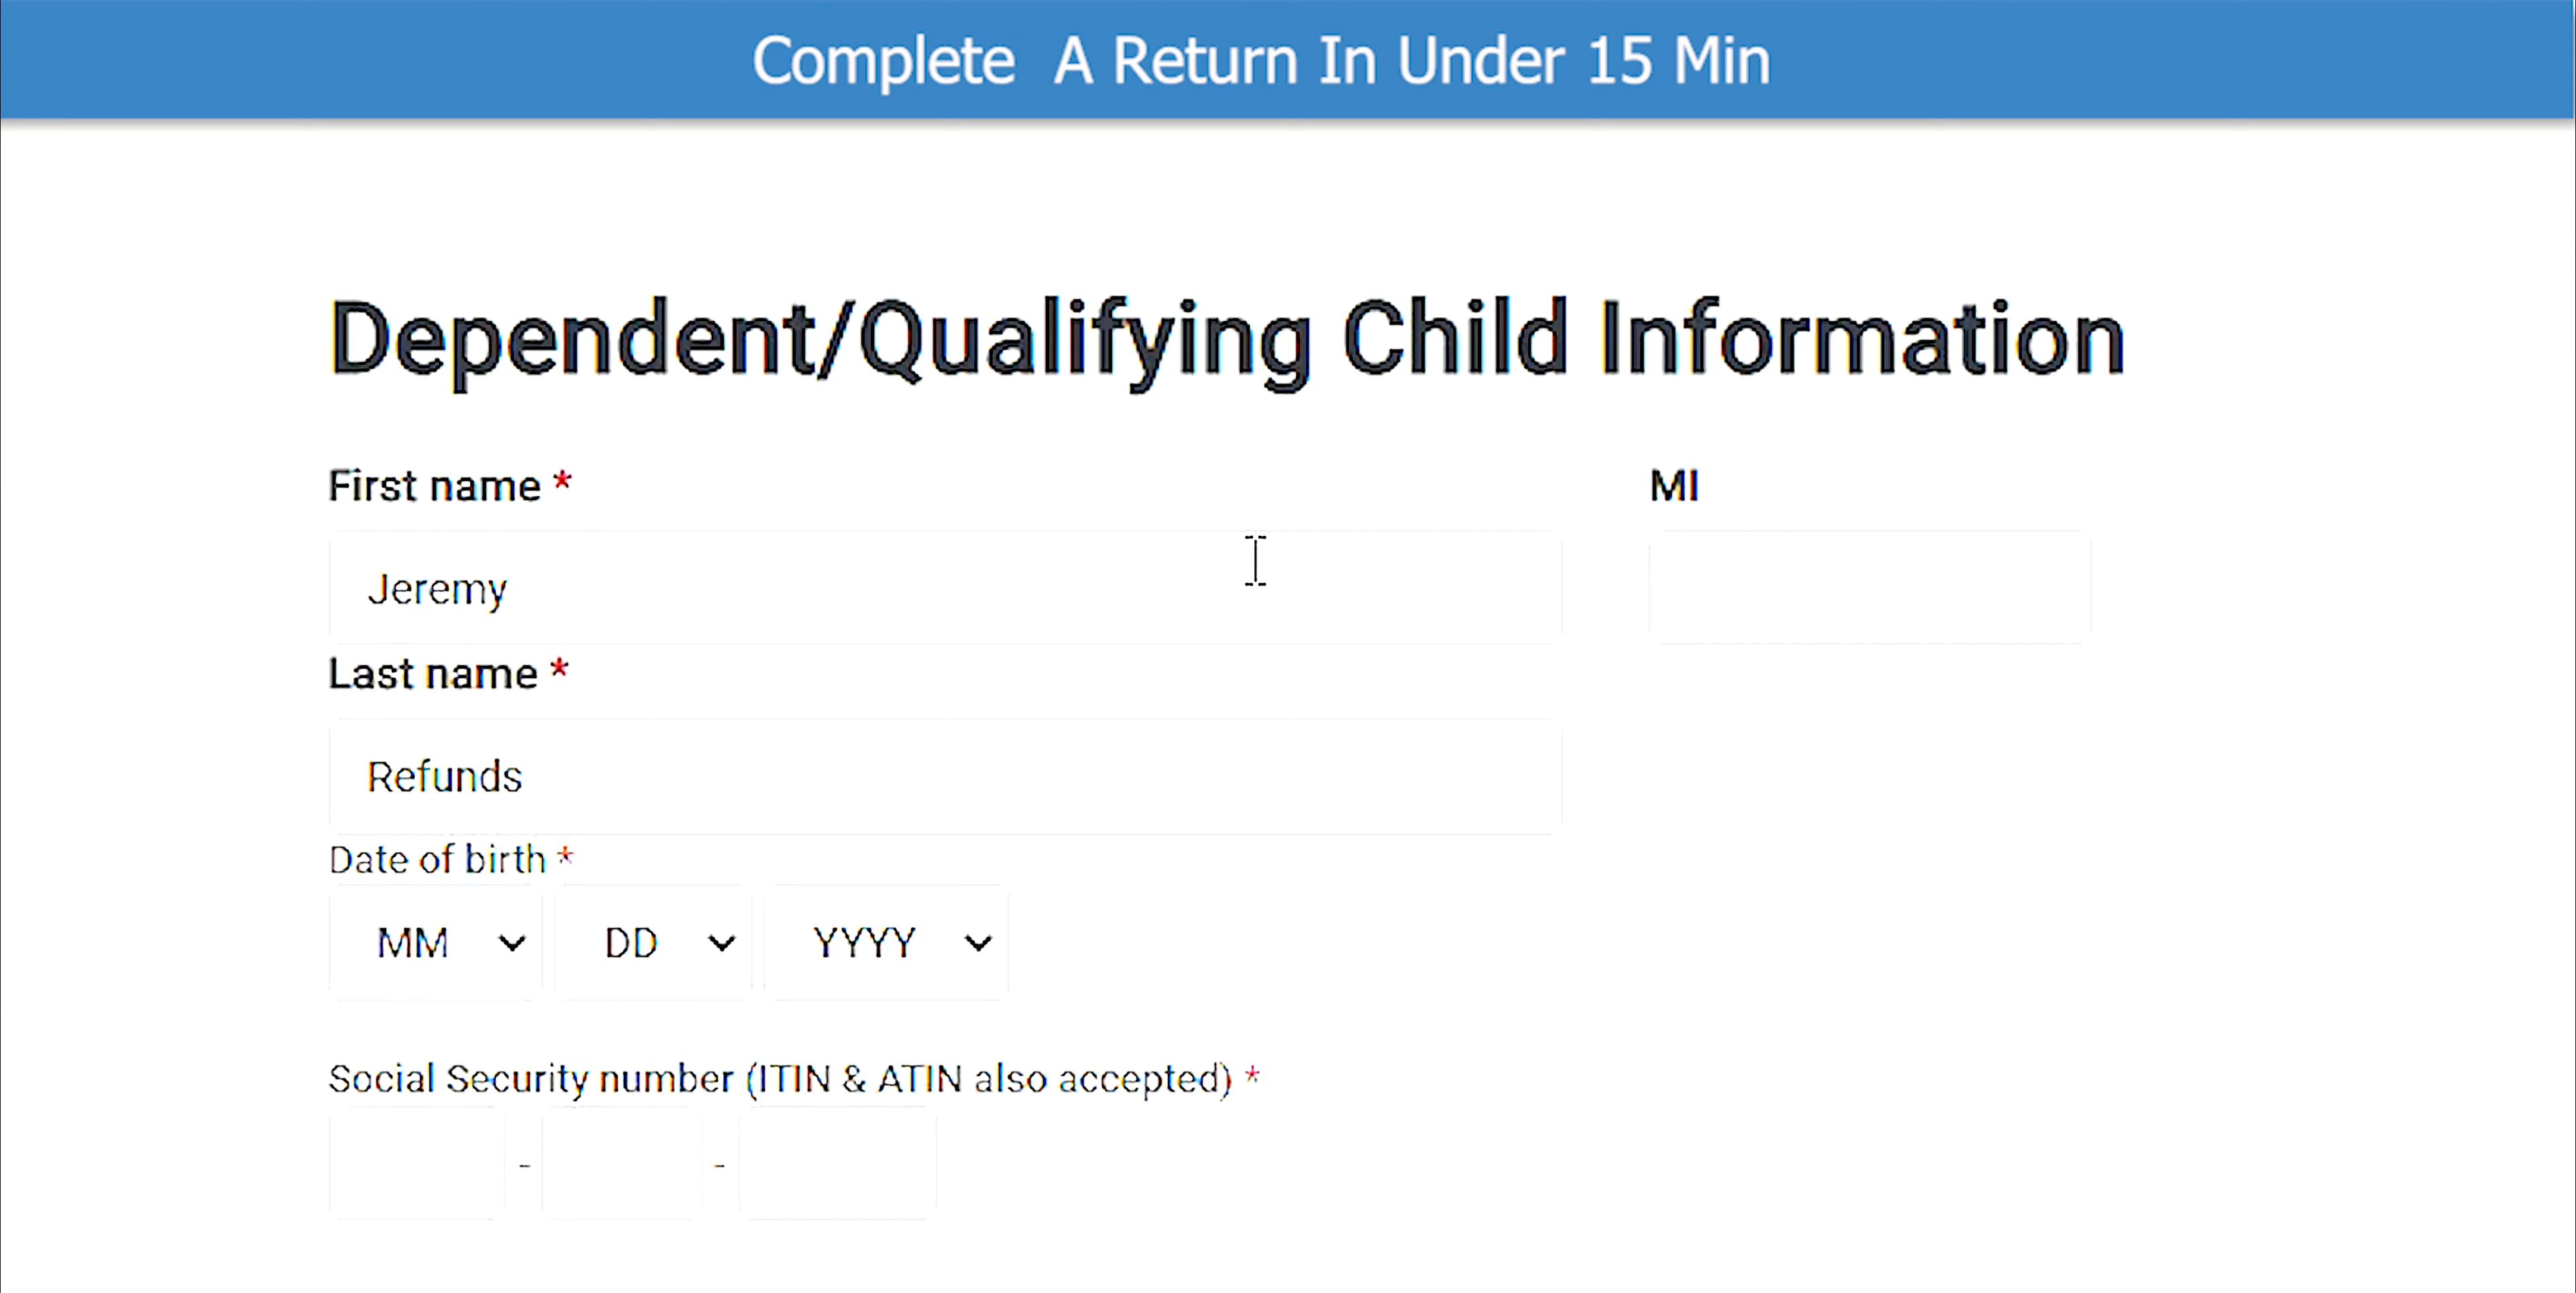 Complete A Return In Under 15 Min
Dependent/Qualifying Child Information
First name * MI
Jeremy
Last name *
Refunds
Date of birth *
MM DD YYYY
Social Security number (ITIN & ATIN also accepted) *
- -